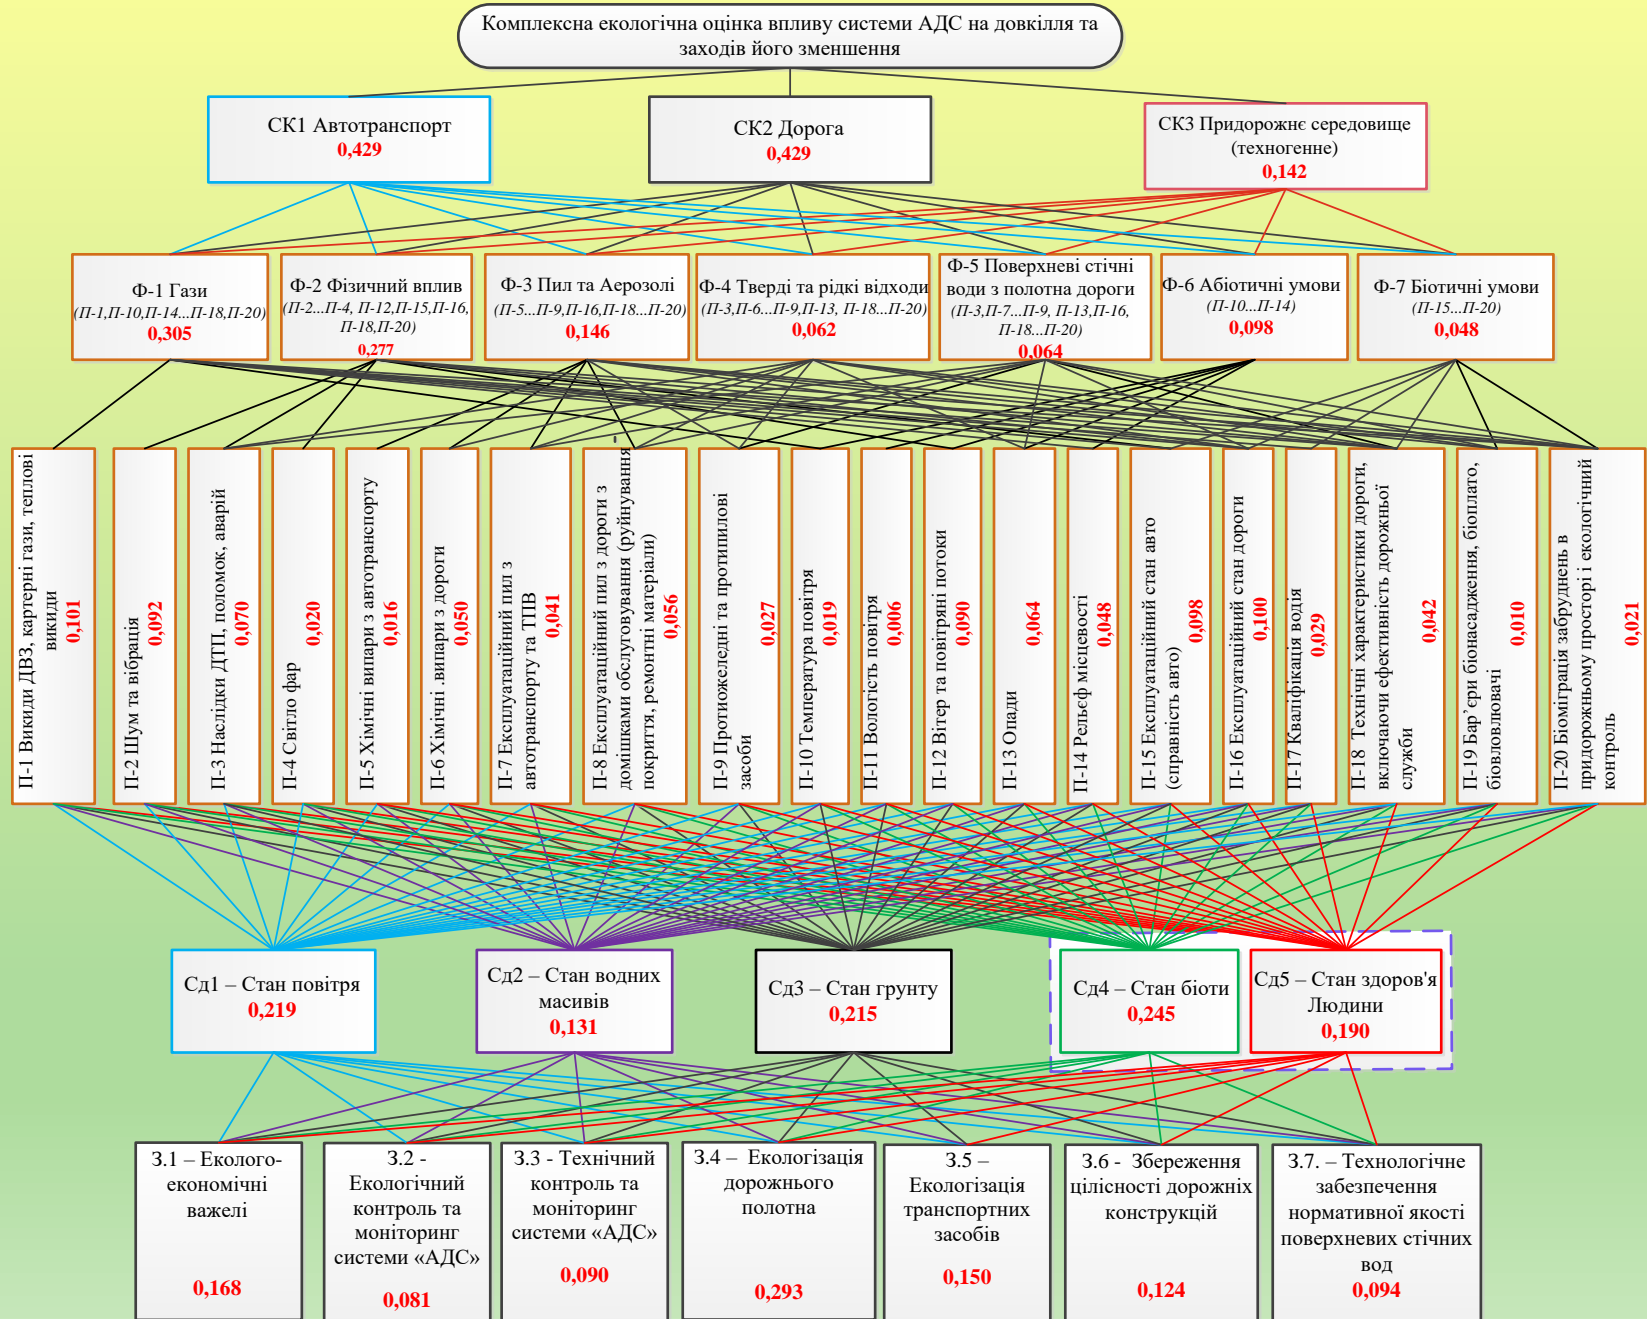 Комплексна екологічна оцінка впливу системи АДС на довкілля та
заходів його зменшення
СК1 Автотранспорт
0,429
СК2 Дорога
0,429
СК3 Придорожнє середовище
(техногенне)
0,142
Ф-1 Гази
(П-1,П-10,П-14...П-18,П-20)
0,305
Ф-2 Фізичний вплив
(П-2...П-4, П-12,П-15,П-16,
П-18,П-20)
0,277
Ф-3 Пил та Аерозолі
(П-5...П-9,П-16,П-18...П-20)
0,146
Ф-4 Тверді та рідкі відходи
(П-3,П-6...П-9,П-13, П-18...П-20)
0,062
Ф-5 Поверхневі стічні
води з полотна дороги
(П-3,П-7...П-9, П-13,П-16,
П-18...П-20)
0,064
Ф-6 Абіотичні умови
(П-10...П-14)
0,098
Ф-7 Біотичні умови
(П-15...П-20)
0,048
П-1 Викиди ДВЗ, картерні гази, теплові
викиди
0,101
П-2 Шум та вібрація
0,092
П-3 Наслідки ДТП, поломок, аварій
0,070
П-4 Світло фар
0,020
П-5 Хімічні випари з автотранспорту
0,016
П-6 Хімічні .випари з дороги
0,050
П-7 Експлуатаційний пил з
автотранспорту та ТПВ
0,041
П-8 Експлуатаційний пил з дороги з
домішками обслуговування (руйнування
покриття, ремонтні матеріали)
0,056
П-9 Протиожеледні та протипилові
засоби
0,027
П-10 Температура повітря
0,019
П-11 Вологість повітря
0,006
П-12 Вітер та повітряні потоки
0,090
П-13 Опади
0,064
П-14 Рельєф місцевості
0,048
П-15 Експлуатаційний стан авто
(справність авто)
0,098
П-16 Експлуатаційний стан дороги
0,100
П-17 Кваліфікація водія
0,029
П-18 Технічні характеристики дороги,
включаючи ефективність дорожньої
служби
0,042
П-19 Бар’єри біонасадження, біоплато,
біовловлювачі
0,010
П-20 Біоміграція забруднень в
придорожньому просторі і екологічний
контроль
0,021
Сд1 – Стан повітря
0,219
Сд2 – Стан водних
масивів
0,131
Сд3 – Стан грунту
0,215
Сд4 – Стан біоти
0,245
Сд5 – Стан здоров'я
Людини
0,190
З.1 – Еколого-
економічні
важелі
0,168
З.2 -
Екологічний
контроль та
моніторинг
системи «АДС»
0,081
З.3 - Технічний
контроль та
моніторинг
системи «АДС»
0,090
З.4 – Екологізація
дорожнього
полотна
0,293
З.5 –
Екологізація
транспортних
засобів
0,150
З.6 - Збереження
цілісності дорожніх
конструкцій
0,124
З.7. – Технологічне
забезпечення
нормативної якості
поверхневих стічних
вод
0,094